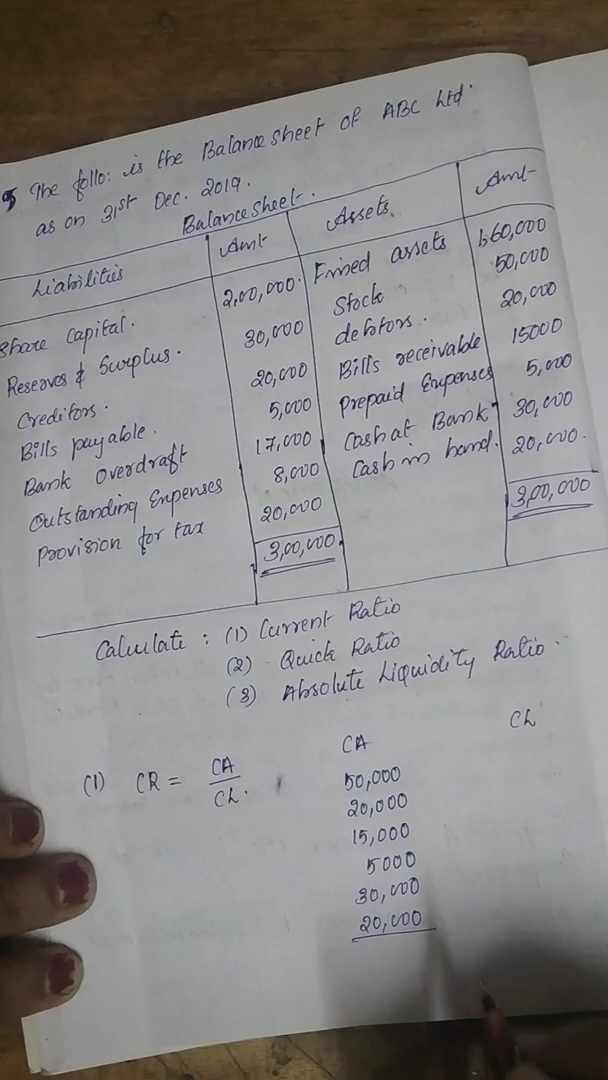 5 The follo: is the Balance sheet of ABC Ltd.
as on 31st Dec. 2019.
Balance sheet.
Liabilities Amt Assets Amt
Share Capital. 2,00,000. Fixed assets 1,60,000
Reserves & Surplus. 30,000 Stock 50,000
Creditors. 20,000 debtors. 20,000
Bills payable. 5,000 Bills receivable 15000
Bank Overdraft 17,000 Prepaid Expenses 5,000
Outstanding Expenses 8,000 Cash at Bank 30,000
Provision for tax 20,000 Cash in hand. 20,000.
3,00,000. 3,00,000
Calculate : (1) Current Ratio
(2) Quick Ratio
(3) Absolute Liquidity Ratio
(1) CR = CA / CL. CA CL
50,000
20,000
15,000
5000
30,000
20,000